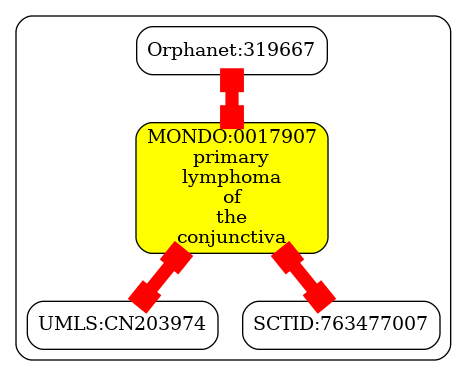 Orphanet:319667
MONDO:0017907
primary
lymphoma
of
the
conjunctiva
UMLS:CN203974
SCTID:763477007